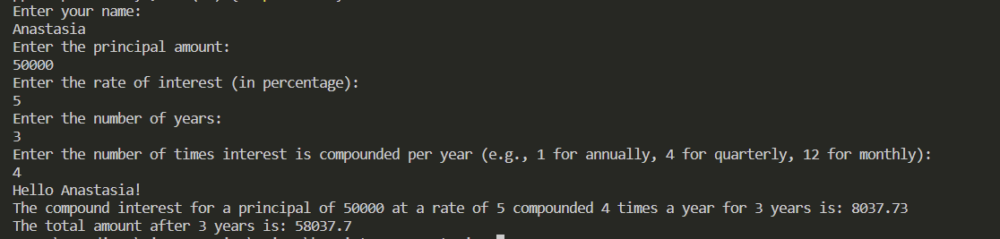 Enter your name:
Anastasia
Enter the principal amount:
50000
Enter the rate of interest (in percentage):
5
Enter the number of years:
3
Enter the number of times interest is compounded per year (e.g., 1 for annually, 4 for quarterly, 12 for monthly):
4
Hello Anastasia!
The compound interest for a principal of 50000 at a rate of 5 compounded 4 times a year for 3 years is: 8037.73
The total amount after 3 years is: 58037.7